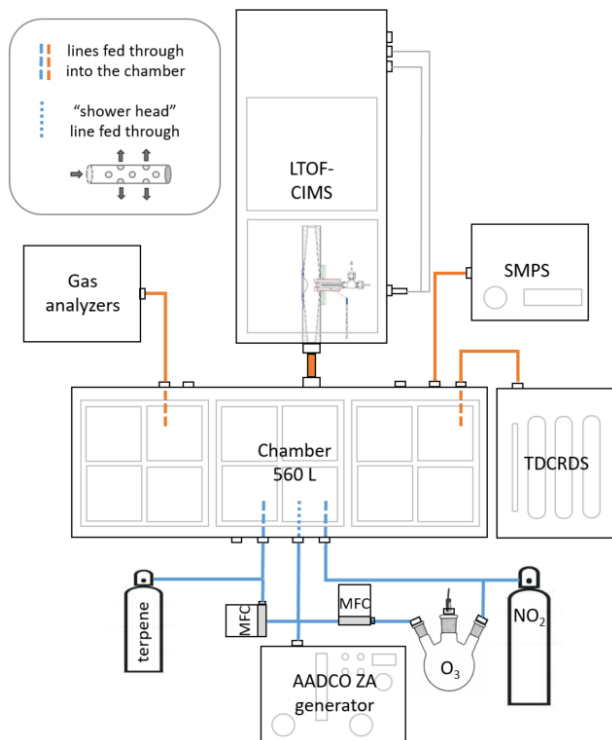 lines fed through
into the chamber
“shower head”
line fed through
LTOF-
CIMS
Gas
analyzers
SMPS
Chamber
560 L
TDCRDS
terpene
MFC
MFC
O3
NO2
AADCO ZA
generator